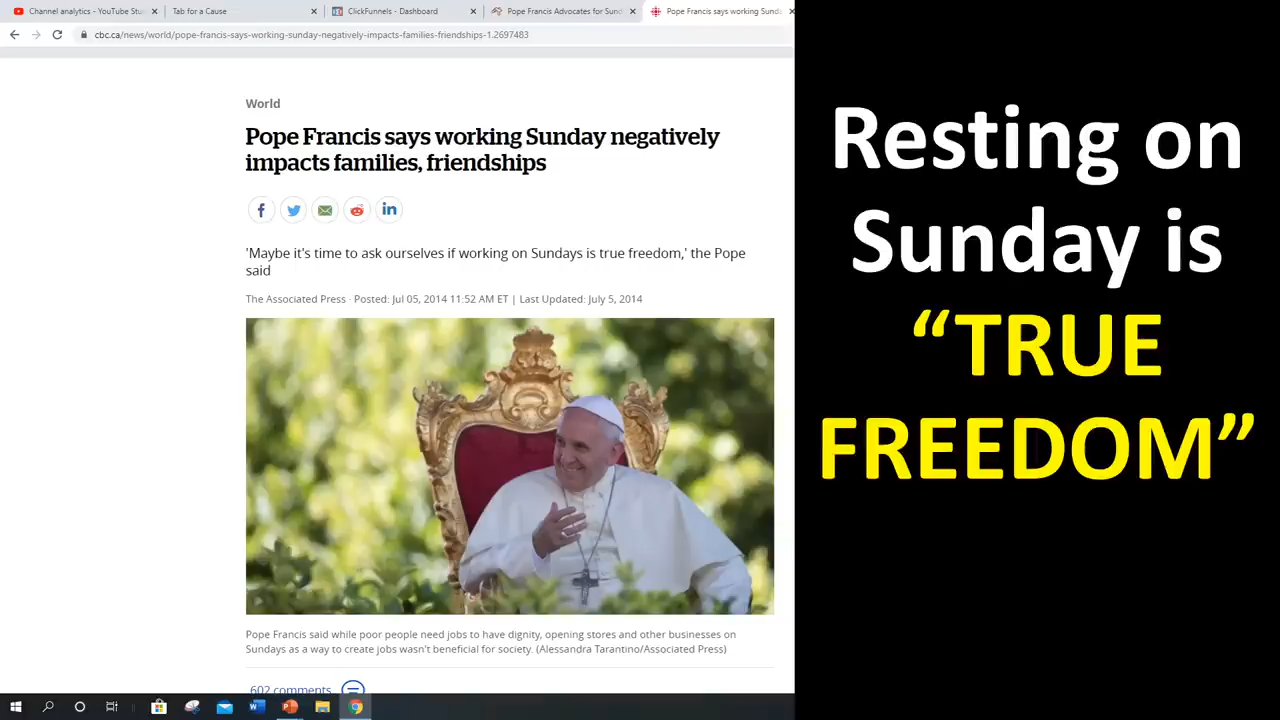 Channel analytics - YouTube Stu
Tab for a Cause
ClickFunnels - Dashboard
Pope Francis Advocates for Sund
Pope Francis says working Sunda
cbc.ca/news/world/pope-francis-says-working-sunday-negatively-impacts-families-friendships-1.2697483
World
Pope Francis says working Sunday negatively
impacts families, friendships
'Maybe it's time to ask ourselves if working on Sundays is true freedom,' the Pope
said
The Associated Press · Posted: Jul 05, 2014 11:52 AM ET | Last Updated: July 5, 2014
Pope Francis said while poor people need jobs to have dignity, opening stores and other businesses on
Sundays as a way to create jobs wasn't beneficial for society. (Alessandra Tarantino/Associated Press)
602 comments
Resting on
Sunday is
“TRUE
FREEDOM”